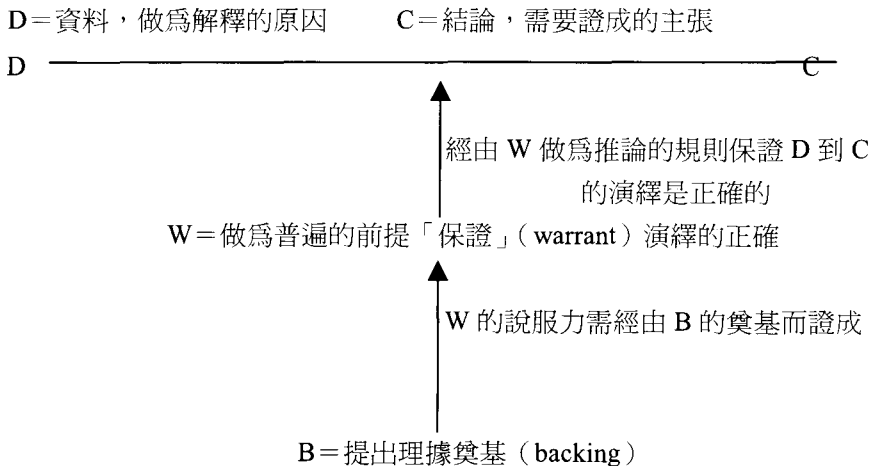 D＝資料，做爲解釋的原因　　C＝結論，需要證成的主張
D　　C
經由 W 做爲推論的規則保證 D 到 C
的演繹是正確的
W＝做爲普遍的前提「保證」（warrant）演繹的正確
W 的說服力需經由 B 的奠基而證成
B＝提出理據奠基（backing）